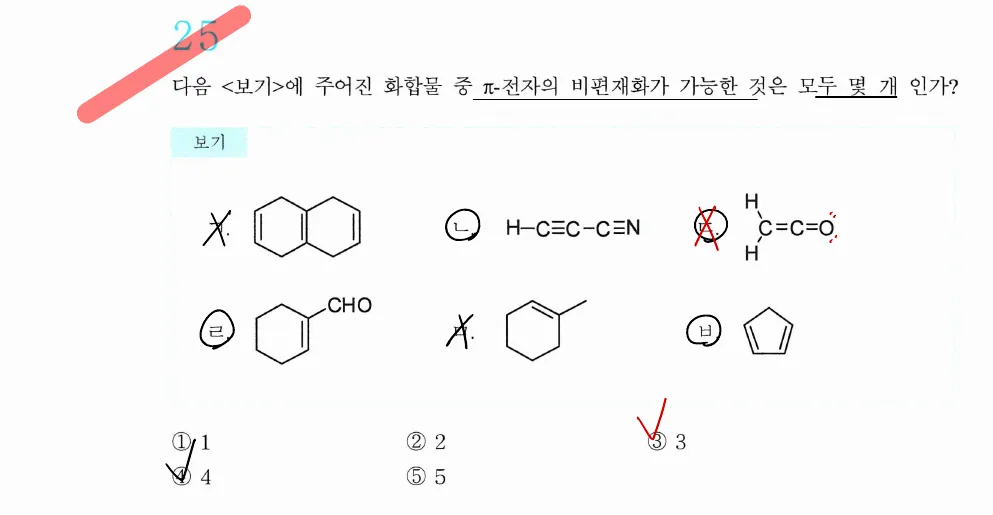 25
다음 <보기>에 주어진 화합물 중 π-전자의 비편재화가 가능한 것은 모두 몇 개 인가?
보기
ㄱ. ㄴ. H-C≡C-C≡N ㄷ. H C=C=O H
ㄹ. CHO ㅁ. ㅂ
① 1 ② 2 ③ 3
④ 4 ⑤ 5